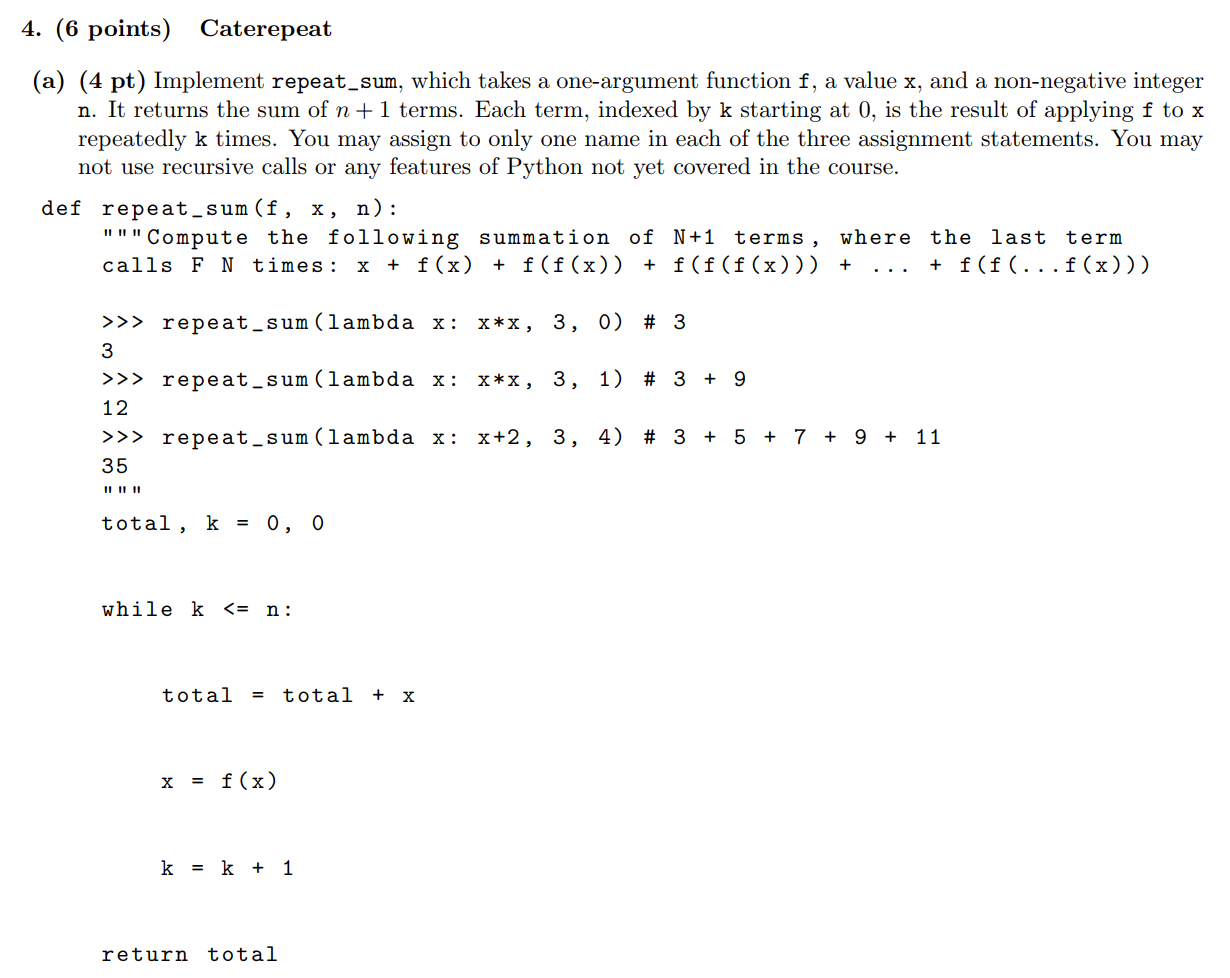 4. (6 points) Caterepeat
(a) (4 pt) Implement repeat_sum, which takes a one-argument function f, a value x, and a non-negative integer
n. It returns the sum of n + 1 terms. Each term, indexed by k starting at 0, is the result of applying f to x
repeatedly k times. You may assign to only one name in each of the three assignment statements. You may
not use recursive calls or any features of Python not yet covered in the course.
def repeat_sum(f, x, n):
    """Compute the following summation of N+1 terms, where the last term
    calls F N times: x + f(x) + f(f(x)) + f(f(f(x))) + ... + f(f(...f(x)))
    >>> repeat_sum(lambda x: x*x, 3, 0) # 3
    3
    >>> repeat_sum(lambda x: x*x, 3, 1) # 3 + 9
    12
    >>> repeat_sum(lambda x: x+2, 3, 4) # 3 + 5 + 7 + 9 + 11
    35
    """
    total, k = 0, 0
    while k <= n:
        total = total + x
        x = f(x)
        k = k + 1
    return total